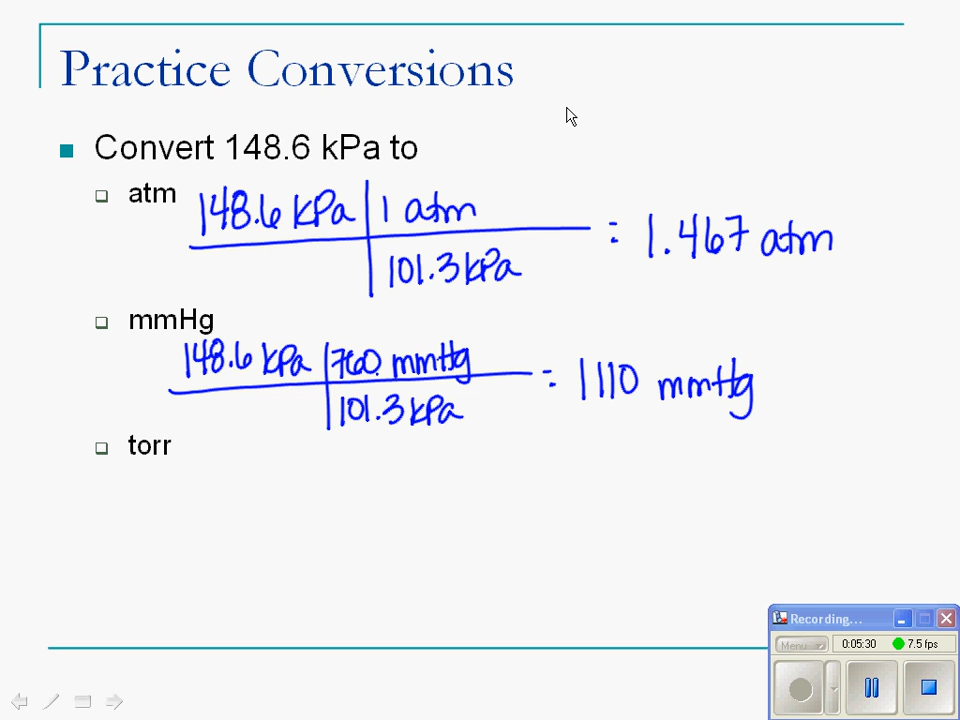 Practice Conversions
Convert 148.6 kPa to
atm
148.6 kPa 1 atm
101.3 kPa
= 1.467 atm
mmHg
148.6 kPa 760. mmHg
101.3 kPa
= 1110 mmHg
torr
Recording...
Menu
0:05:30
7.5 fps